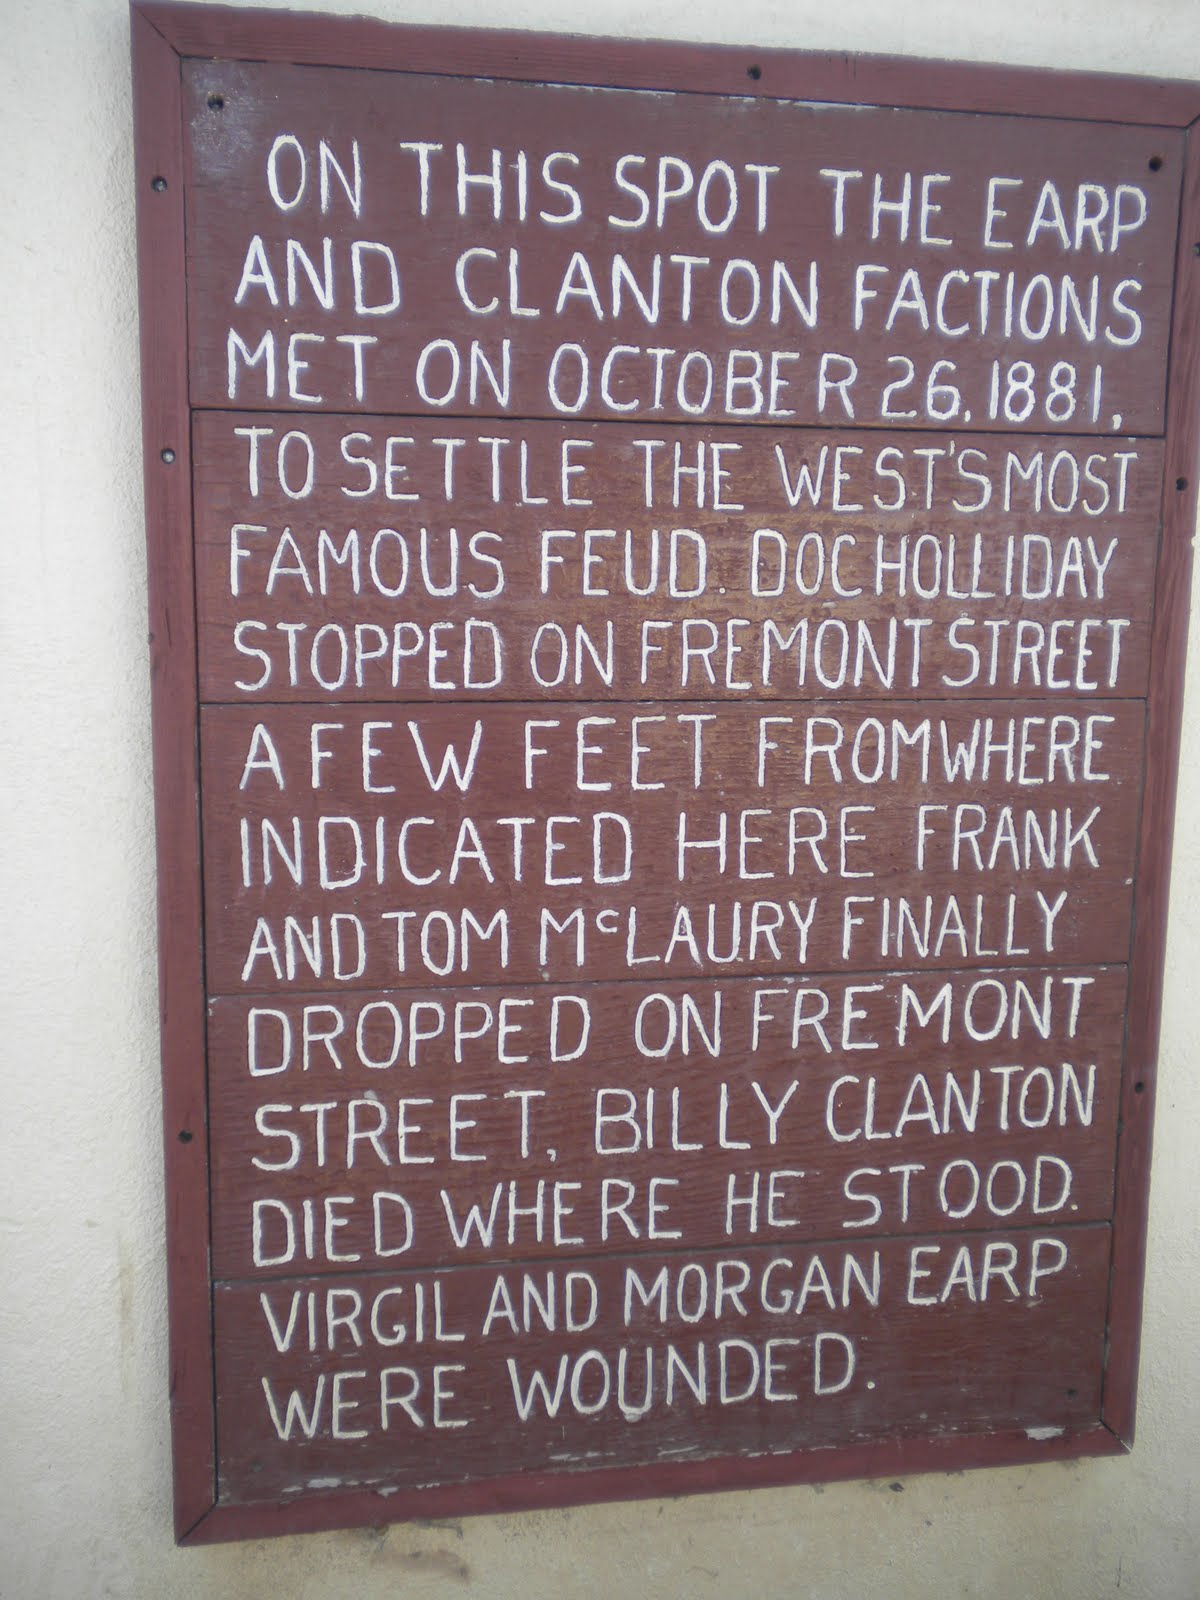 ON THIS SPOT THE EARP
AND CLANTON FACTIONS
MET ON OCTOBER 26, 1881,
TO SETTLE THE WEST'S MOST
FAMOUS FEUD. DOC HOLLIDAY
STOPPED ON FREMONT STREET
A FEW FEET FROM WHERE
INDICATED HERE FRANK
AND TOM McLAURY FINALLY
DROPPED ON FREMONT
STREET, BILLY CLANTON
DIED WHERE HE STOOD.
VIRGIL AND MORGAN EARP
WERE WOUNDED.